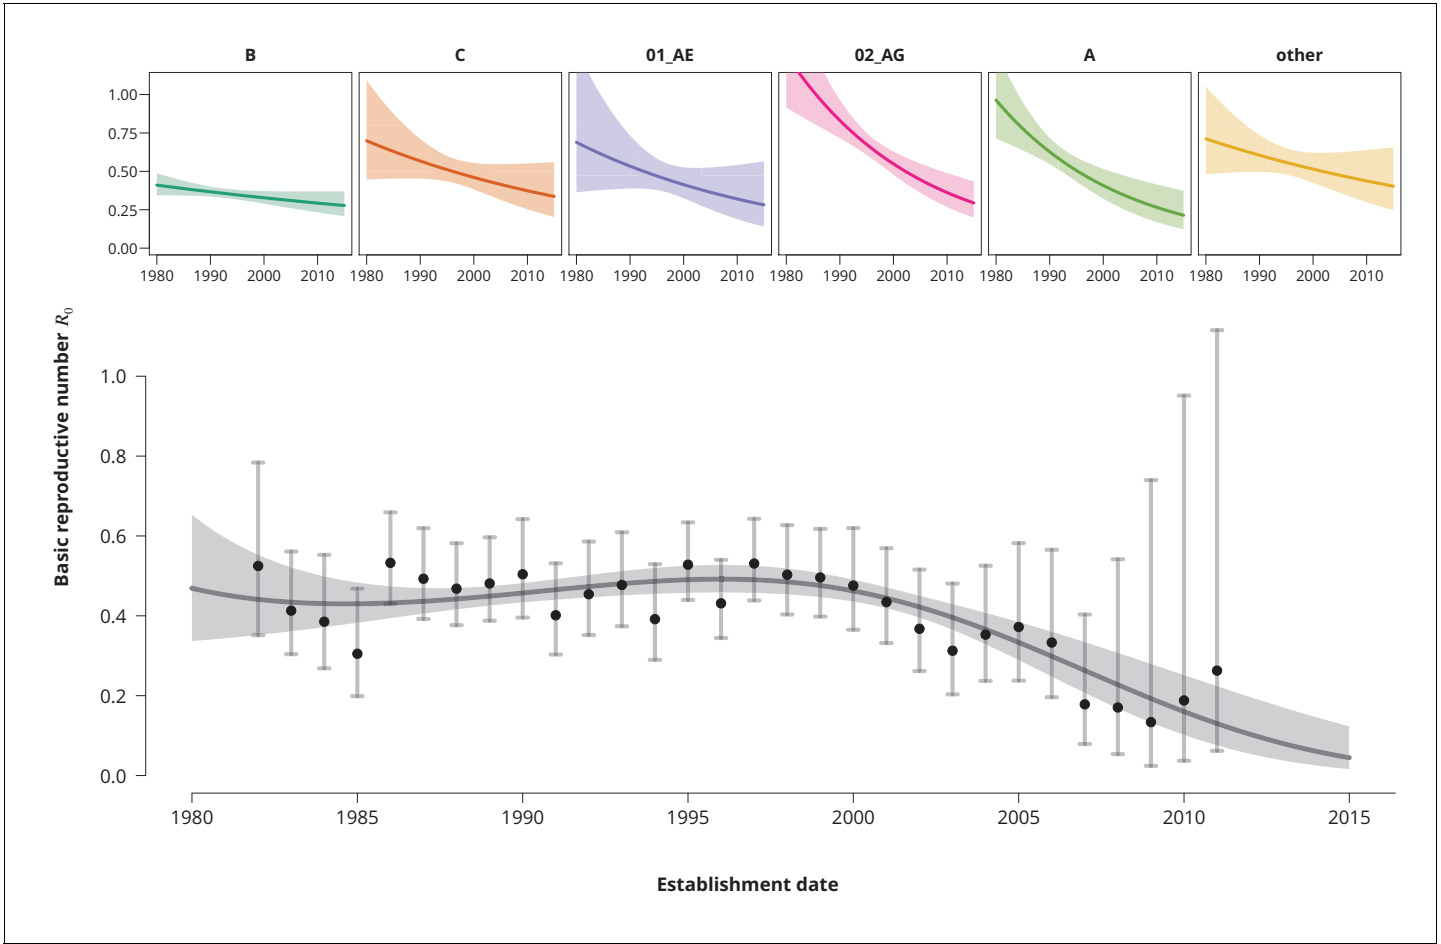 B C 01_AE 02_AG A other
1.00
0.75
0.50
0.25
0.00
1980 1990 2000 2010 1980 1990 2000 2010 1980 1990 2000 2010 1980 1990 2000 2010 1980 1990 2000 2010 1980 1990 2000 2010
Basic reproductive number R₀
1.0
0.8
0.6
0.4
0.2
0.0
1980 1985 1990 1995 2000 2005 2010 2015
Establishment date